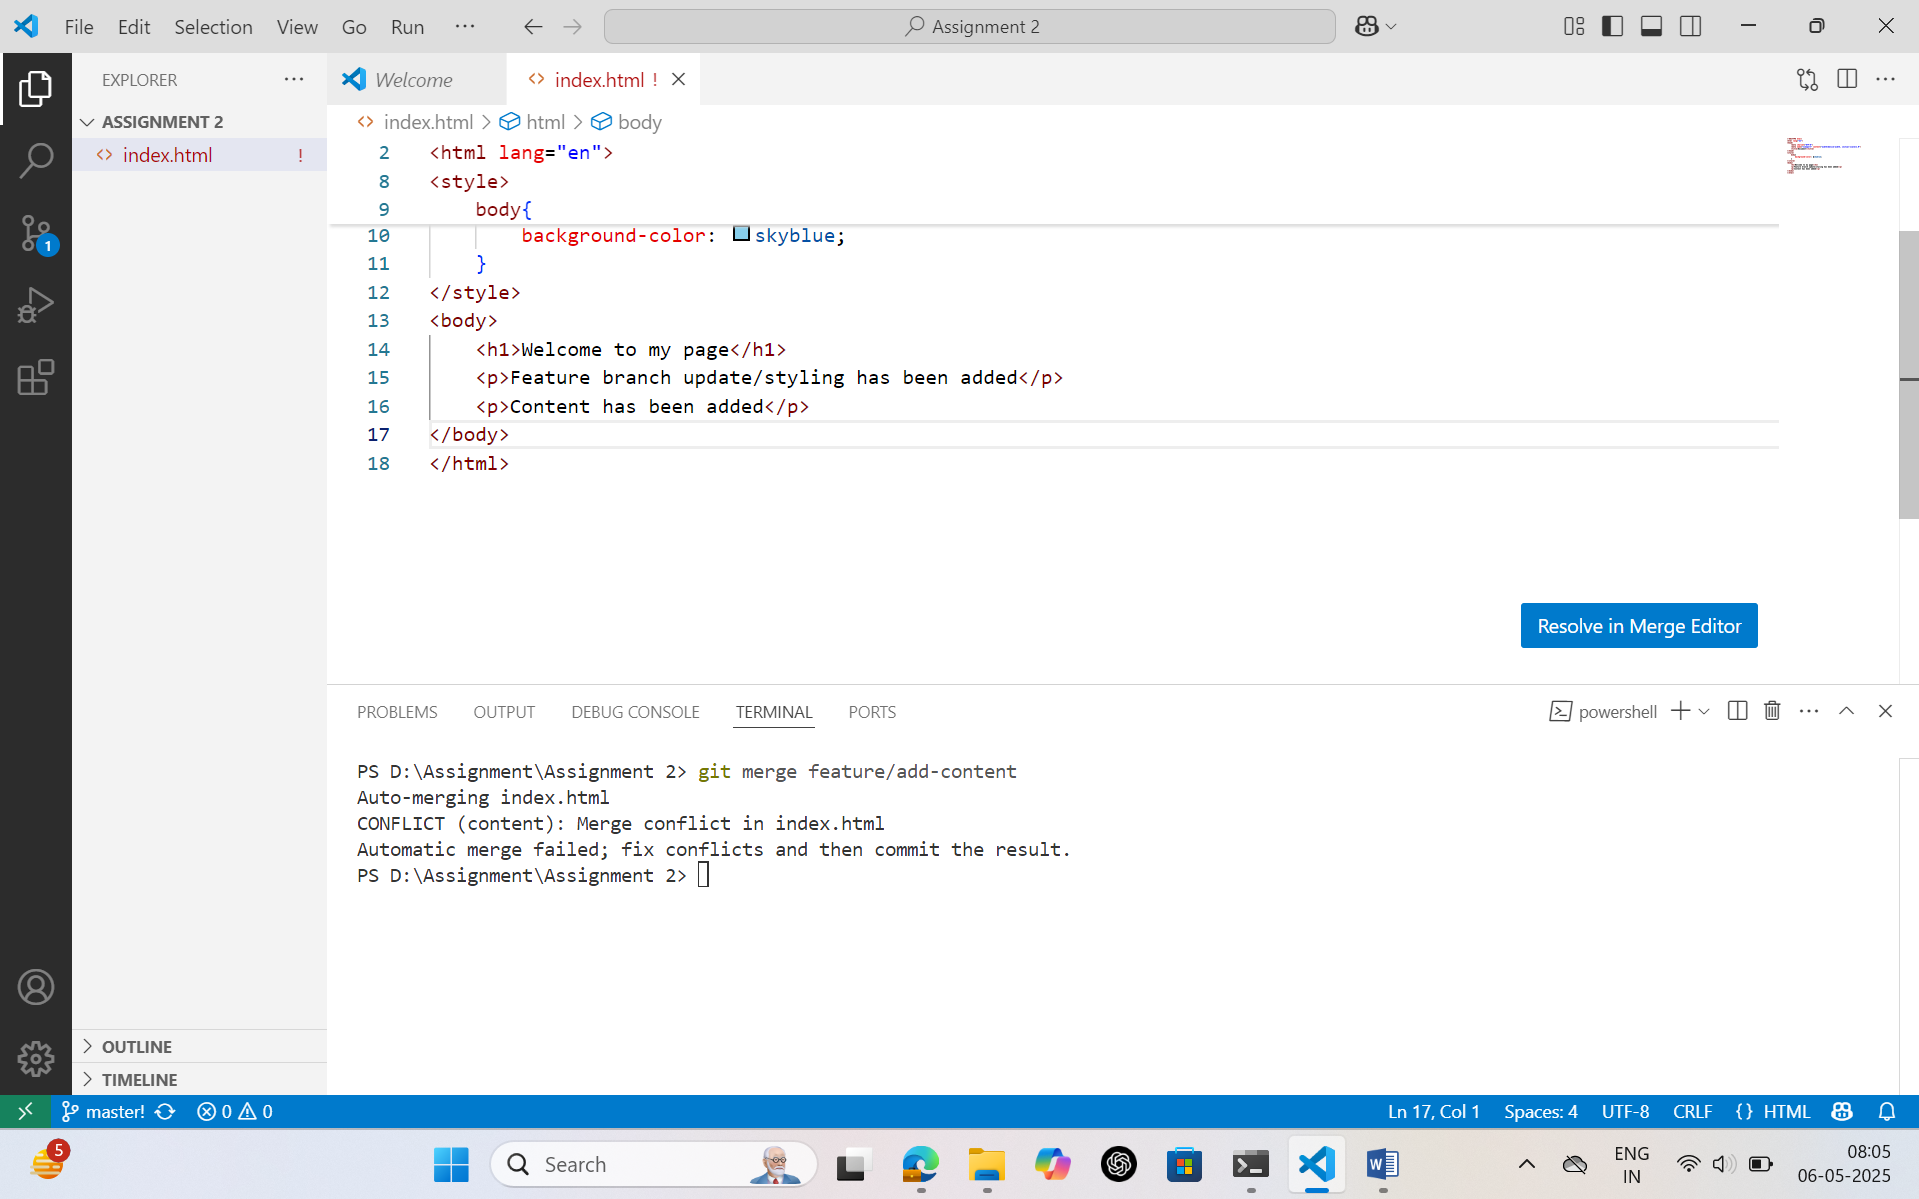 File Edit Selection View Go Run ··· Assignment 2
EXPLORER ···
Welcome
index.html !
ASSIGNMENT 2
index.html !
index.html > html > body
2 <html lang="en">
8 <style>
9 body{
10 background-color: skyblue;
11 }
12 </style>
13 <body>
14 <h1>Welcome to my page</h1>
15 <p>Feature branch update/styling has been added</p>
16 <p>Content has been added</p>
17 </body>
18 </html>
1
Resolve in Merge Editor
PROBLEMS OUTPUT DEBUG CONSOLE TERMINAL PORTS
powershell
PS D:\Assignment\Assignment 2> git merge feature/add-content
Auto-merging index.html
CONFLICT (content): Merge conflict in index.html
Automatic merge failed; fix conflicts and then commit the result.
PS D:\Assignment\Assignment 2>
OUTLINE
TIMELINE
master! 0 0 Ln 17, Col 1 Spaces: 4 UTF-8 CRLF {} HTML
5
Search
ENG
IN
08:05
06-05-2025